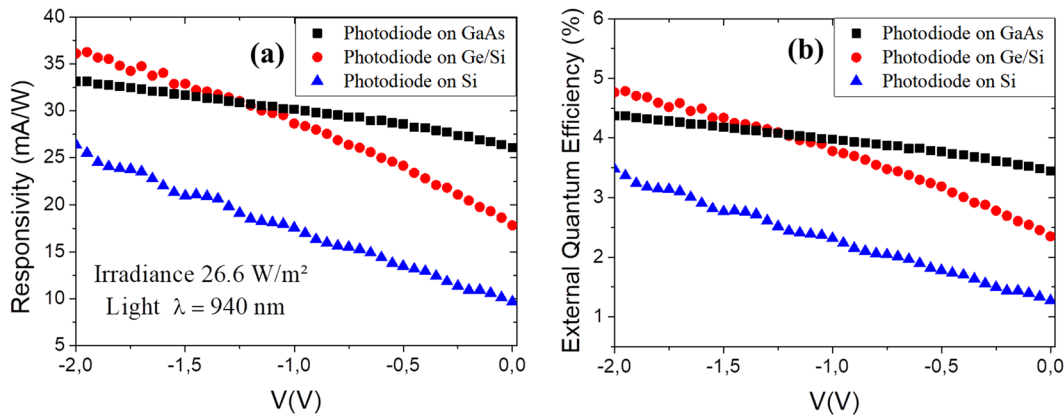 (a)
Photodiode on GaAs
Photodiode on Ge/Si
Photodiode on Si
Responsivity (mA/W)
40
35
30
25
20
15
10
5
Irradiance 26.6 W/m²
Light λ = 940 nm
-2,0 -1,5 -1,0 -0,5 0,0
V(V)
(b)
Photodiode on GaAs
Photodiode on Ge/Si
Photodiode on Si
External Quantum Efficiency (%)
6
5
4
3
2
1
-2,0 -1,5 -1,0 -0,5 0,0
V(V)